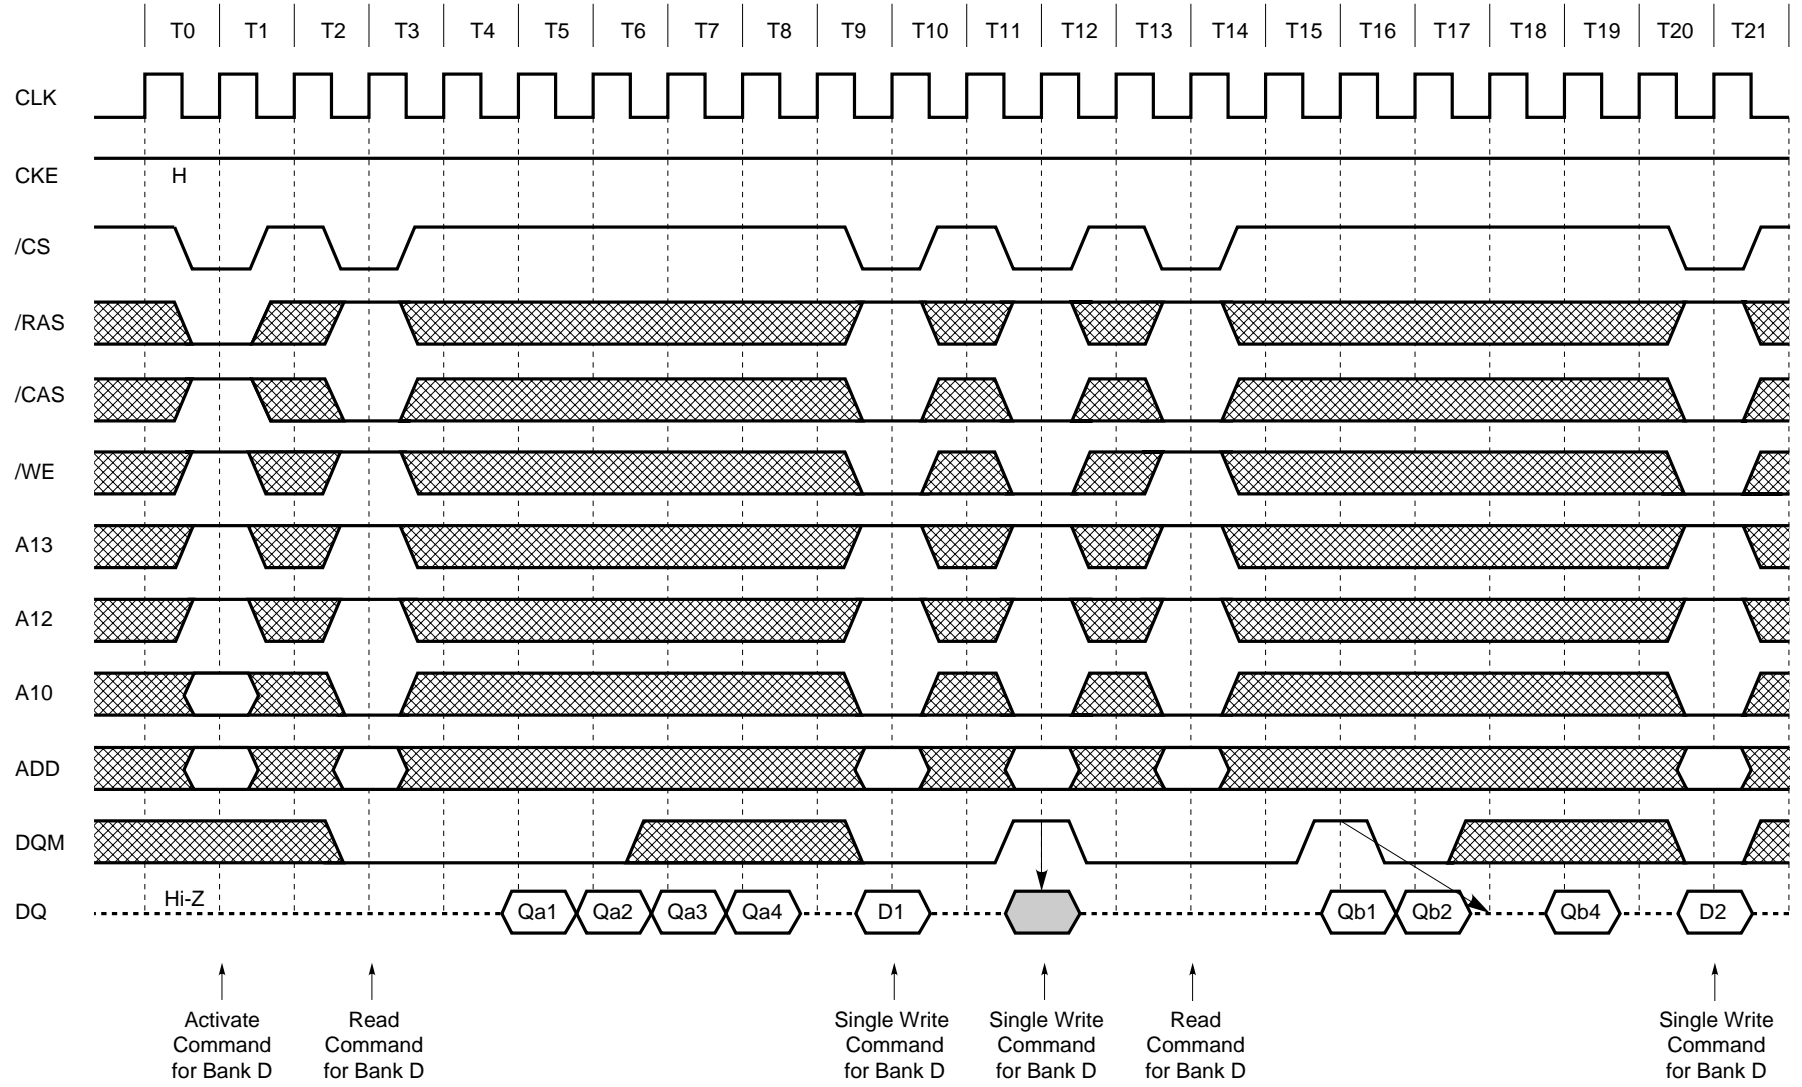 T0 T1 T2 T3 T4 T5 T6 T7 T8 T9 T10 T11 T12 T13 T14 T15 T16 T17 T18 T19 T20 T21
CLK
CKE H
/CS
/RAS
/CAS
/WE
A13
A12
A10
ADD
DQM
DQ Hi-Z Qa1 Qa2 Qa3 Qa4 D1 Qb1 Qb2 Qb4 D2
Activate
Command
for Bank D
Read
Command
for Bank D
Single Write
Command
for Bank D
Single Write
Command
for Bank D
Read
Command
for Bank D
Single Write
Command
for Bank D